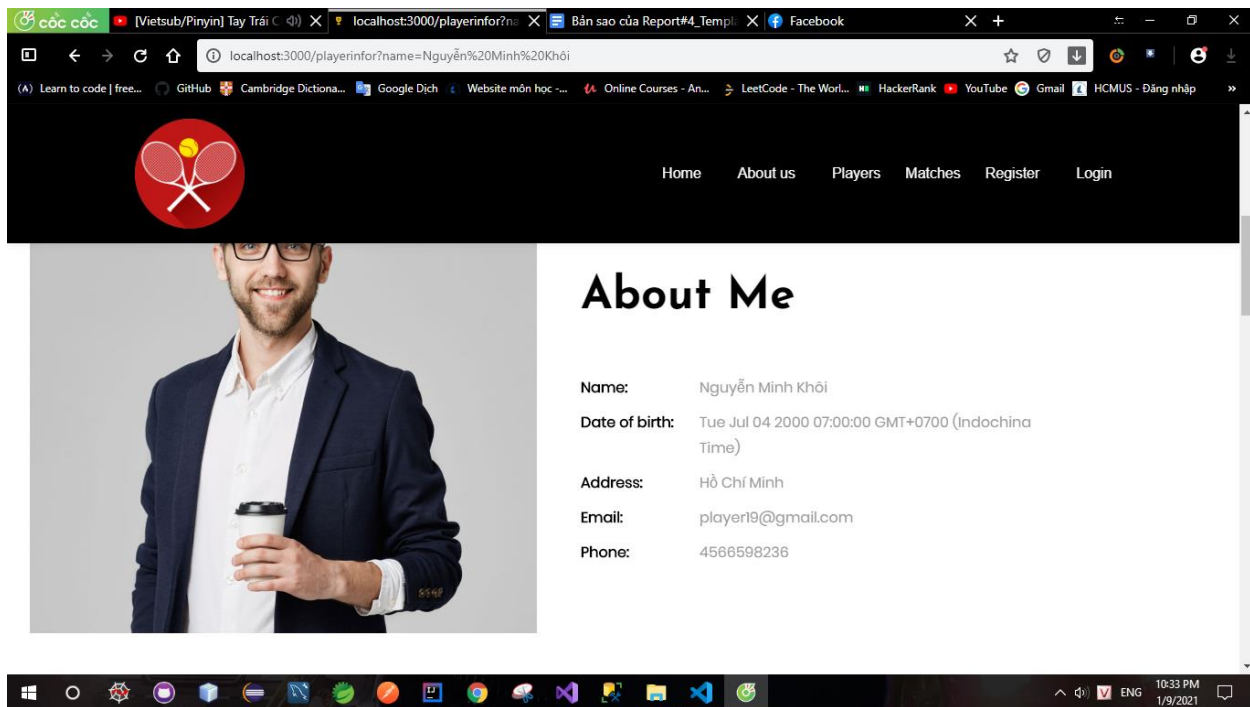 cốc cốc [Vietsub/Pinyin] Tay Trái C localhost:3000/playerinfor?na Bản sao của Report#4_Templa Facebook
localhost:3000/playerinfor?name=Nguyễn%20Minh%20Khôi
Learn to code | free... GitHub Cambridge Dictiona... Google Dịch Website môn học -... Online Courses - An... LeetCode - The Worl... HackerRank YouTube Gmail HCMUS - Đăng nhập »
Home About us Players Matches Register Login
About Me
Name: Nguyễn Minh Khôi
Date of birth: Tue Jul 04 2000 07:00:00 GMT+0700 (Indochina
Time)
Address: Hồ Chí Minh
Email: player19@gmail.com
Phone: 4566598236
ENG 10:33 PM
1/9/2021